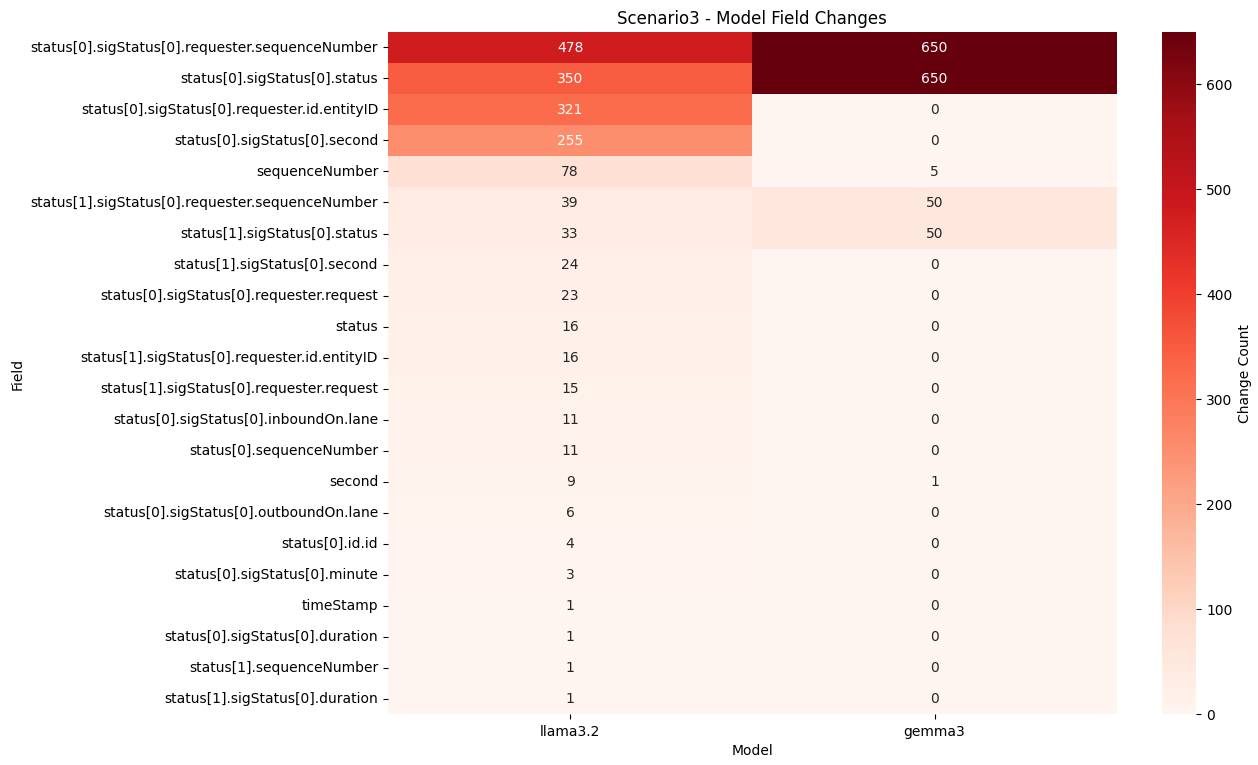 Scenario3 - Model Field Changes
Field
status[0].sigStatus[0].requester.sequenceNumber 478 650
status[0].sigStatus[0].status 350 650
status[0].sigStatus[0].requester.id.entityID 321 0
status[0].sigStatus[0].second 255 0
sequenceNumber 78 5
status[1].sigStatus[0].requester.sequenceNumber 39 50
status[1].sigStatus[0].status 33 50
status[1].sigStatus[0].second 24 0
status[0].sigStatus[0].requester.request 23 0
status 16 0
status[1].sigStatus[0].requester.id.entityID 16 0
status[1].sigStatus[0].requester.request 15 0
status[0].sigStatus[0].inboundOn.lane 11 0
status[0].sequenceNumber 11 0
second 9 1
status[0].sigStatus[0].outboundOn.lane 6 0
status[0].id.id 4 0
status[0].sigStatus[0].minute 3 0
timeStamp 1 0
status[0].sigStatus[0].duration 1 0
status[1].sequenceNumber 1 0
status[1].sigStatus[0].duration 1 0
llama3.2 gemma3
Model
600
500
400
300
200
100
0
Change Count